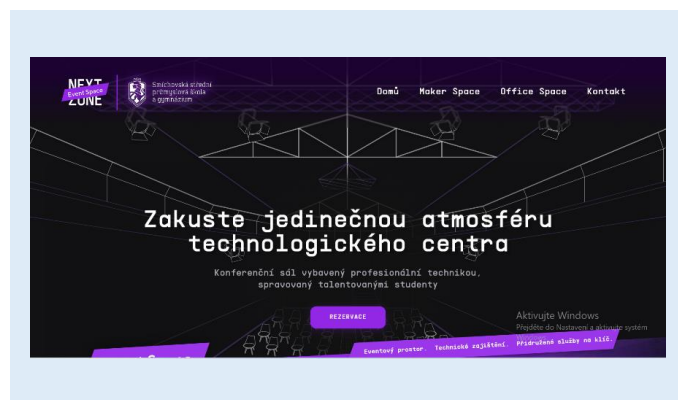 NEXT
Event Space
ZONE
Smíchovská střední
průmyslová škola
a gymnázium
Domů Maker Space Office Space Kontakt
Zakuste jedinečnou atmosféru
technologického centra
Konferenční sál vybavený profesionální technikou,
spravovaný talentovanými studenty
REZERVACE
Aktivujte Windows
Přejděte do Nastavení a aktivujte systém
Eventový prostor. Technické zajištění. Přidružené služby na klíč.